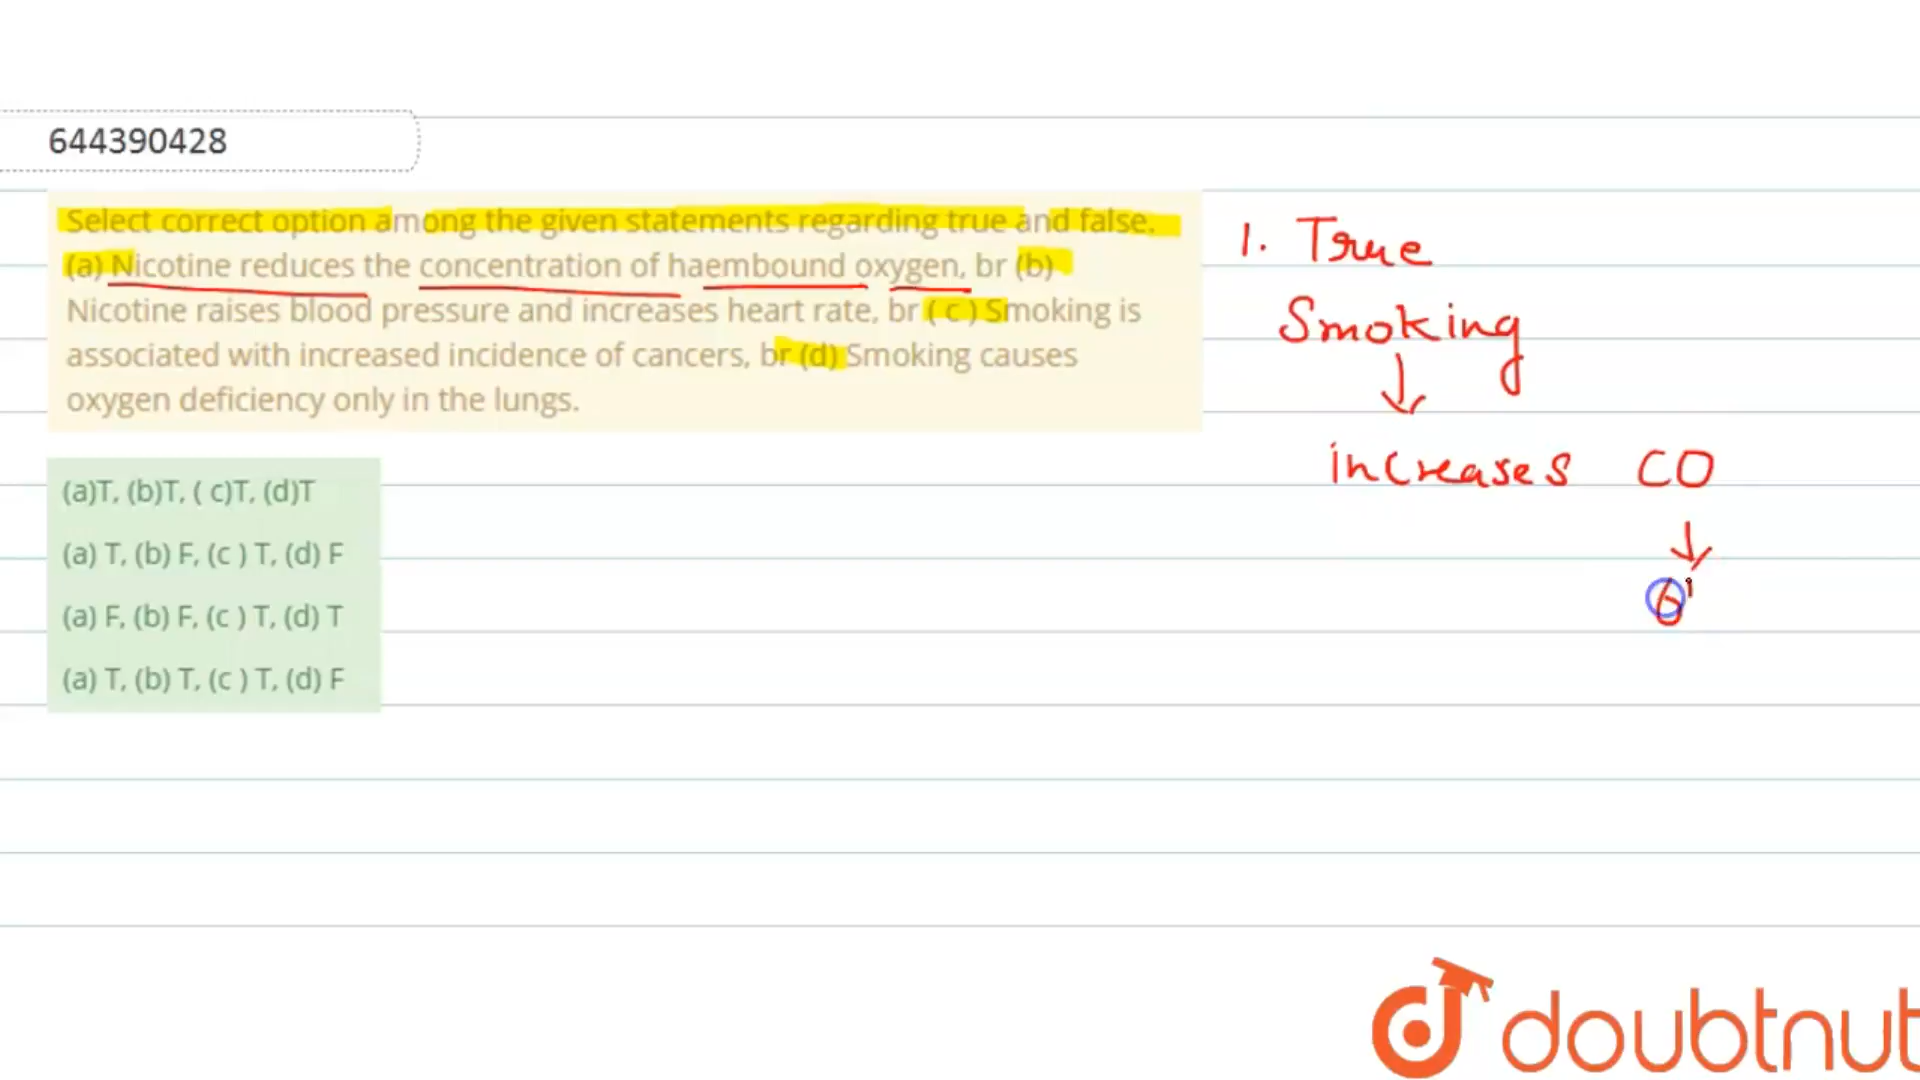 644390428
Select correct option among the given statements regarding true and false.
(a) Nicotine reduces the concentration of haembound oxygen, br (b)
Nicotine raises blood pressure and increases heart rate, br ( c ) Smoking is
associated with increased incidence of cancers, br (d) Smoking causes
oxygen deficiency only in the lungs.
(a)T, (b)T, ( c)T, (d)T
(a) T, (b) F, (c ) T, (d) F
(a) F, (b) F, (c ) T, (d) T
(a) T, (b) T, (c ) T, (d) F
1. True
Smoking
increases CO
doubtnut